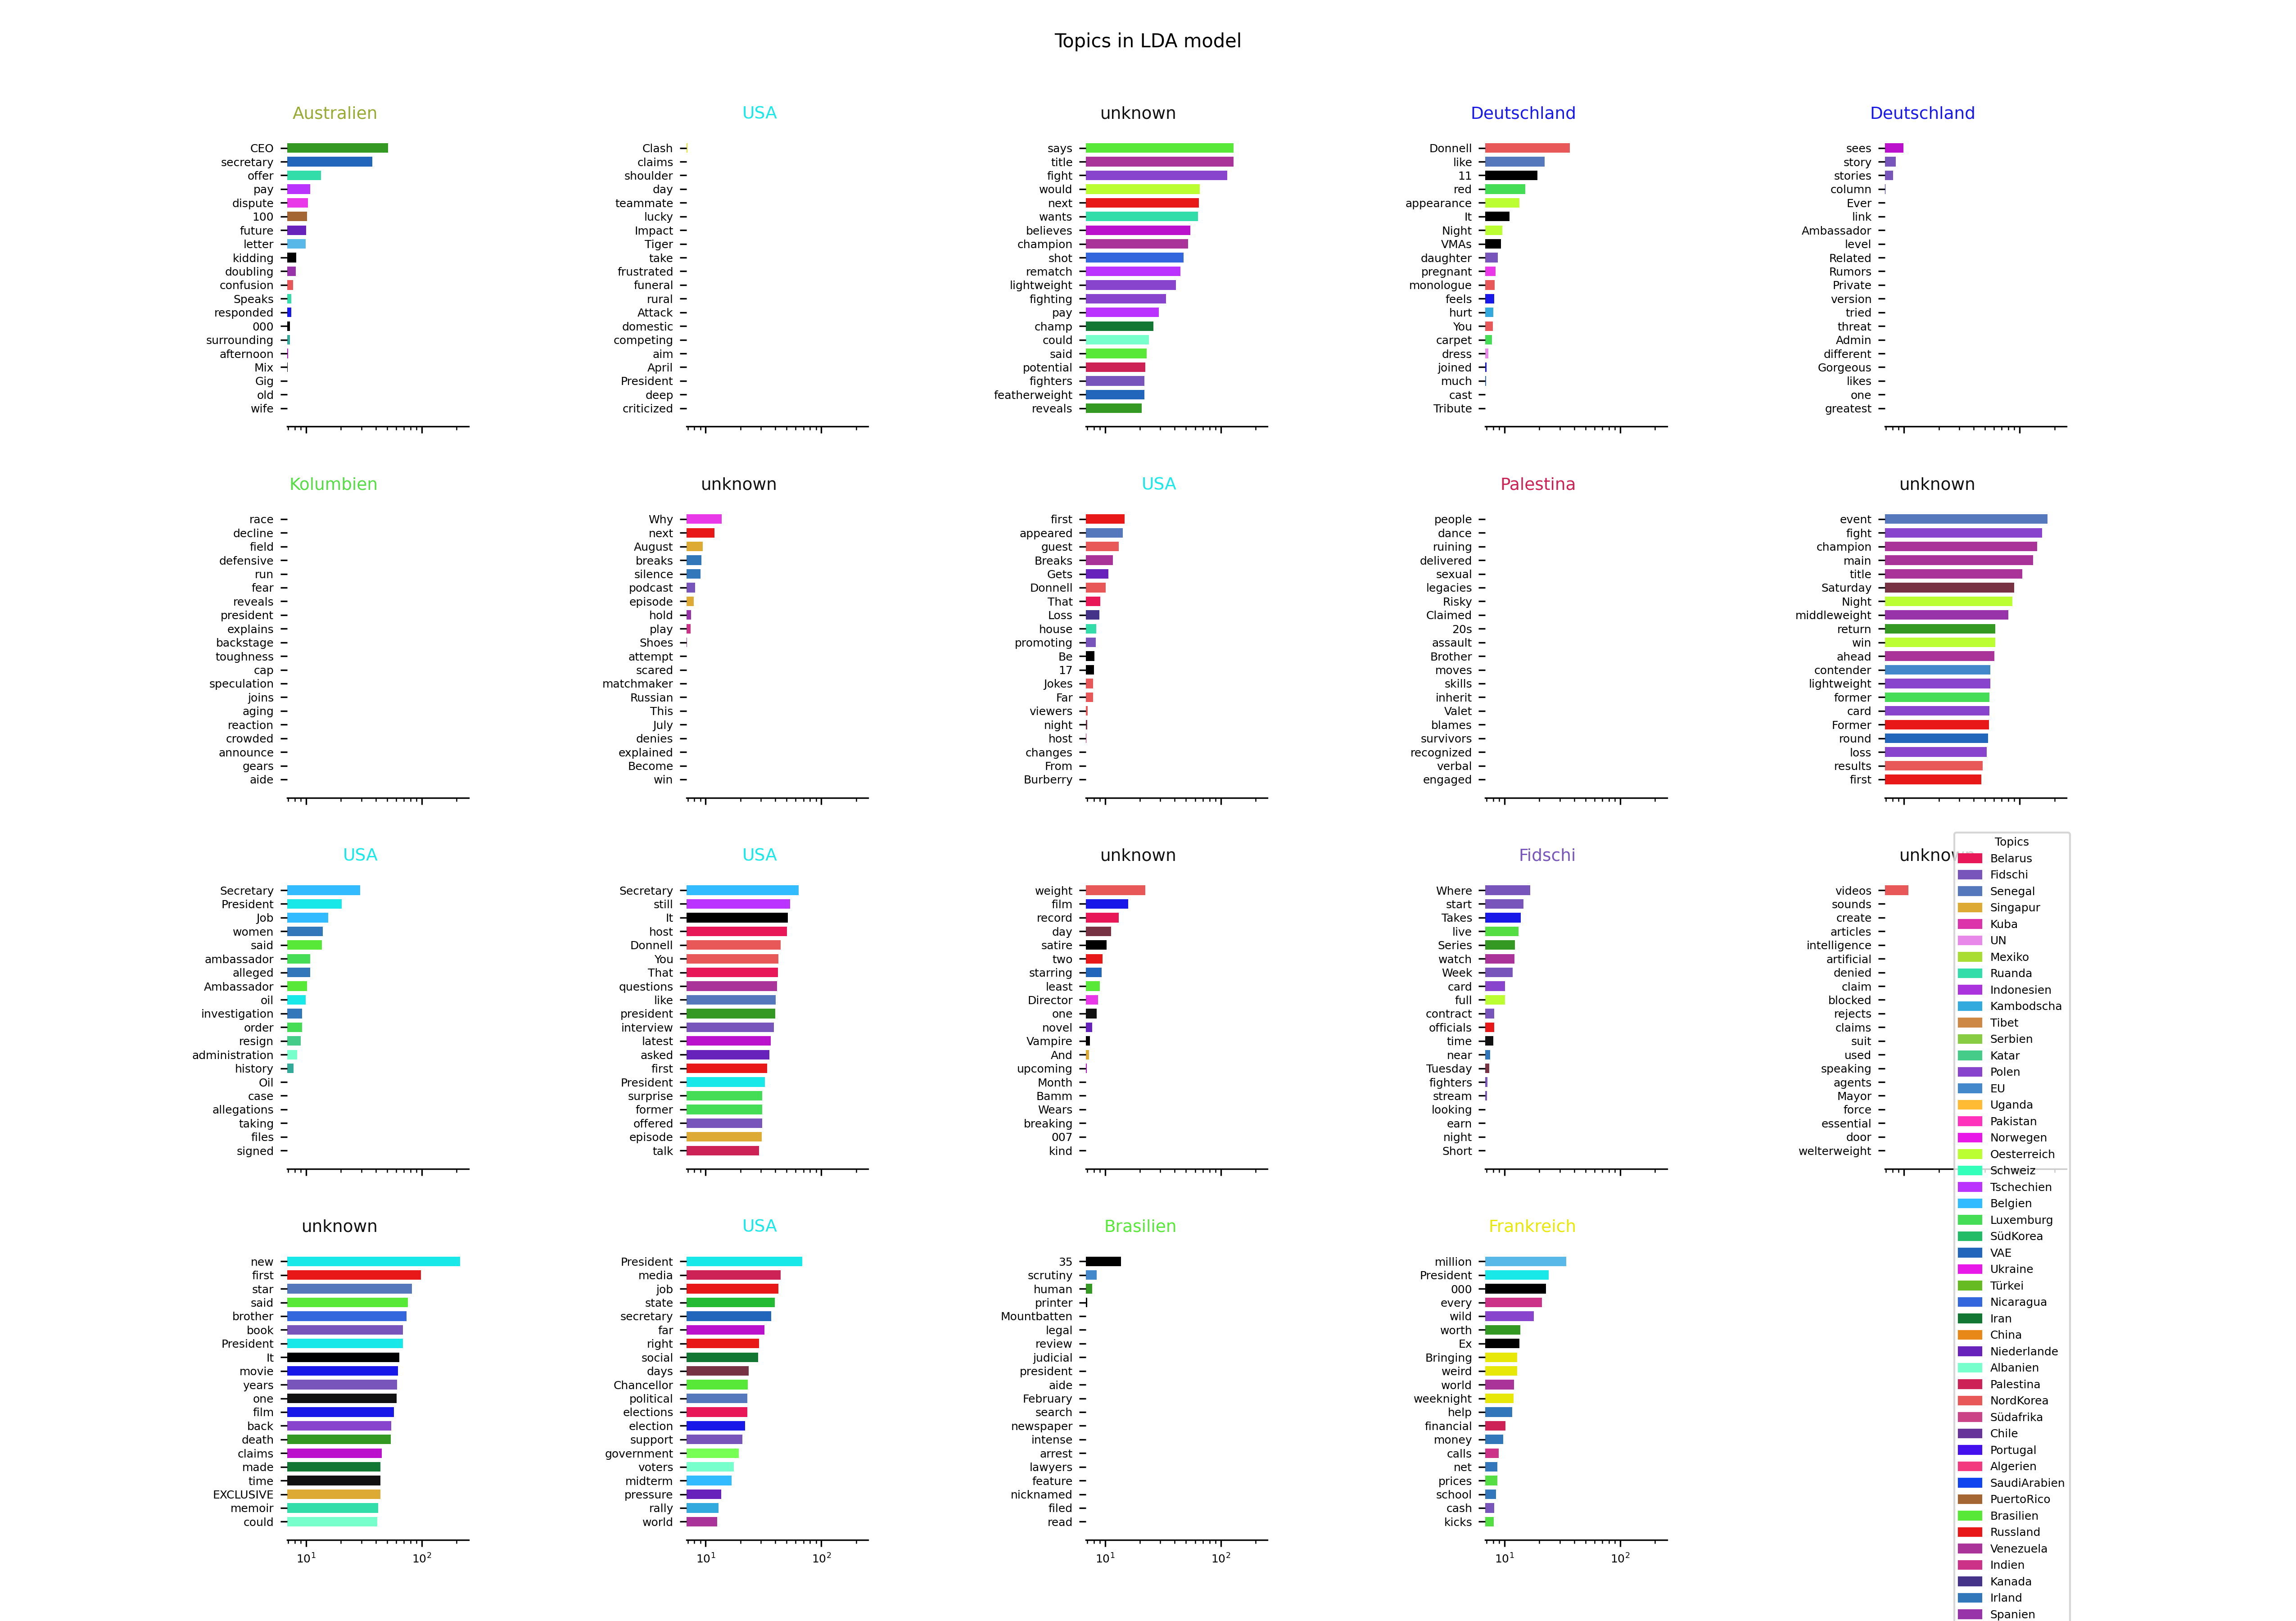 Topics in LDA model
Australien
CEO
secretary
offer
pay
dispute
100
future
letter
kidding
doubling
confusion
Speaks
responded
000
surrounding
afternoon
Mix
Gig
old
wife
USA
Clash
claims
shoulder
day
teammate
lucky
Impact
Tiger
take
frustrated
funeral
rural
Attack
domestic
competing
aim
April
President
deep
criticized
unknown
says
title
fight
would
next
wants
believes
champion
shot
rematch
lightweight
fighting
pay
champ
could
said
potential
fighters
featherweight
reveals
Deutschland
Donnell
like
11
red
appearance
It
Night
VMAs
daughter
pregnant
monologue
feels
hurt
You
carpet
dress
joined
much
cast
Tribute
Deutschland
sees
story
stories
column
Ever
link
Ambassador
level
Related
Rumors
Private
version
tried
threat
Admin
different
Gorgeous
likes
one
greatest
Kolumbien
race
decline
field
defensive
run
fear
reveals
president
explains
backstage
toughness
cap
speculation
joins
aging
reaction
crowded
announce
gears
aide
unknown
Why
next
August
breaks
silence
podcast
episode
hold
play
Shoes
attempt
scared
matchmaker
Russian
This
July
denies
explained
Become
win
USA
first
appeared
guest
Breaks
Gets
Donnell
That
Loss
house
promoting
Be
17
Jokes
Far
viewers
night
host
changes
From
Burberry
Palestina
people
dance
ruining
delivered
sexual
legacies
Risky
Claimed
20s
assault
Brother
moves
skills
inherit
Valet
blames
survivors
recognized
verbal
engaged
unknown
event
fight
champion
main
title
Saturday
Night
middleweight
return
win
ahead
contender
lightweight
former
card
Former
round
loss
results
first
USA
Secretary
President
Job
women
said
ambassador
alleged
Ambassador
oil
investigation
order
resign
administration
history
Oil
case
allegations
taking
files
signed
USA
Secretary
still
It
host
Donnell
You
That
questions
like
president
interview
latest
asked
first
President
surprise
former
offered
episode
talk
unknown
weight
film
record
day
satire
two
starring
least
Director
one
novel
Vampire
And
upcoming
Month
Bamm
Wears
breaking
007
kind
Fidschi
Where
start
Takes
live
Series
watch
Week
card
full
contract
officials
time
near
Tuesday
fighters
stream
looking
earn
night
Short
unknown
videos
sounds
create
articles
intelligence
artificial
denied
claim
blocked
rejects
claims
suit
used
speaking
agents
Mayor
force
essential
door
welterweight
unknown
new
first
star
said
brother
book
President
It
movie
years
one
film
back
death
claims
made
time
EXCLUSIVE
memoir
could
10¹ 10²
USA
President
media
job
state
secretary
far
right
social
days
Chancellor
political
elections
election
support
government
voters
midterm
pressure
rally
world
10¹ 10²
Brasilien
35
scrutiny
human
printer
Mountbatten
legal
review
judicial
president
aide
February
search
newspaper
intense
arrest
lawyers
feature
nicknamed
filed
read
10¹ 10²
Frankreich
million
President
000
every
wild
worth
Ex
Bringing
weird
world
weeknight
help
financial
money
calls
net
prices
school
cash
kicks
10¹ 10²
Topics
Belarus
Fidschi
Senegal
Singapur
Kuba
UN
Mexiko
Ruanda
Indonesien
Kambodscha
Tibet
Serbien
Katar
Polen
EU
Uganda
Pakistan
Norwegen
Oesterreich
Schweiz
Tschechien
Belgien
Luxemburg
SüdKorea
VAE
Ukraine
Türkei
Nicaragua
Iran
China
Niederlande
Albanien
Palestina
NordKorea
Südafrika
Chile
Portugal
Algerien
SaudiArabien
PuertoRico
Brasilien
Russland
Venezuela
Indien
Kanada
Irland
Spanien